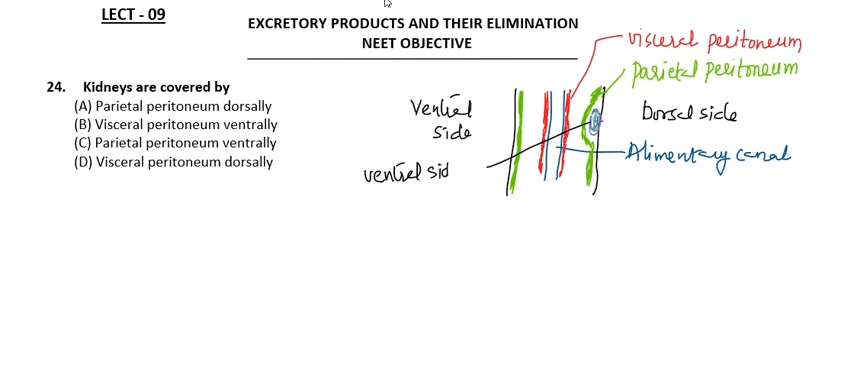 LECT - 09
EXCRETORY PRODUCTS AND THEIR ELIMINATION
NEET OBJECTIVE
24. Kidneys are covered by
(A) Parietal peritoneum dorsally
(B) Visceral peritoneum ventrally
(C) Parietal peritoneum ventrally
(D) Visceral peritoneum dorsally
visceral peritoneum
parietal peritoneum
Ventral
side
Dorsal side
Alimentary canal
ventral sid